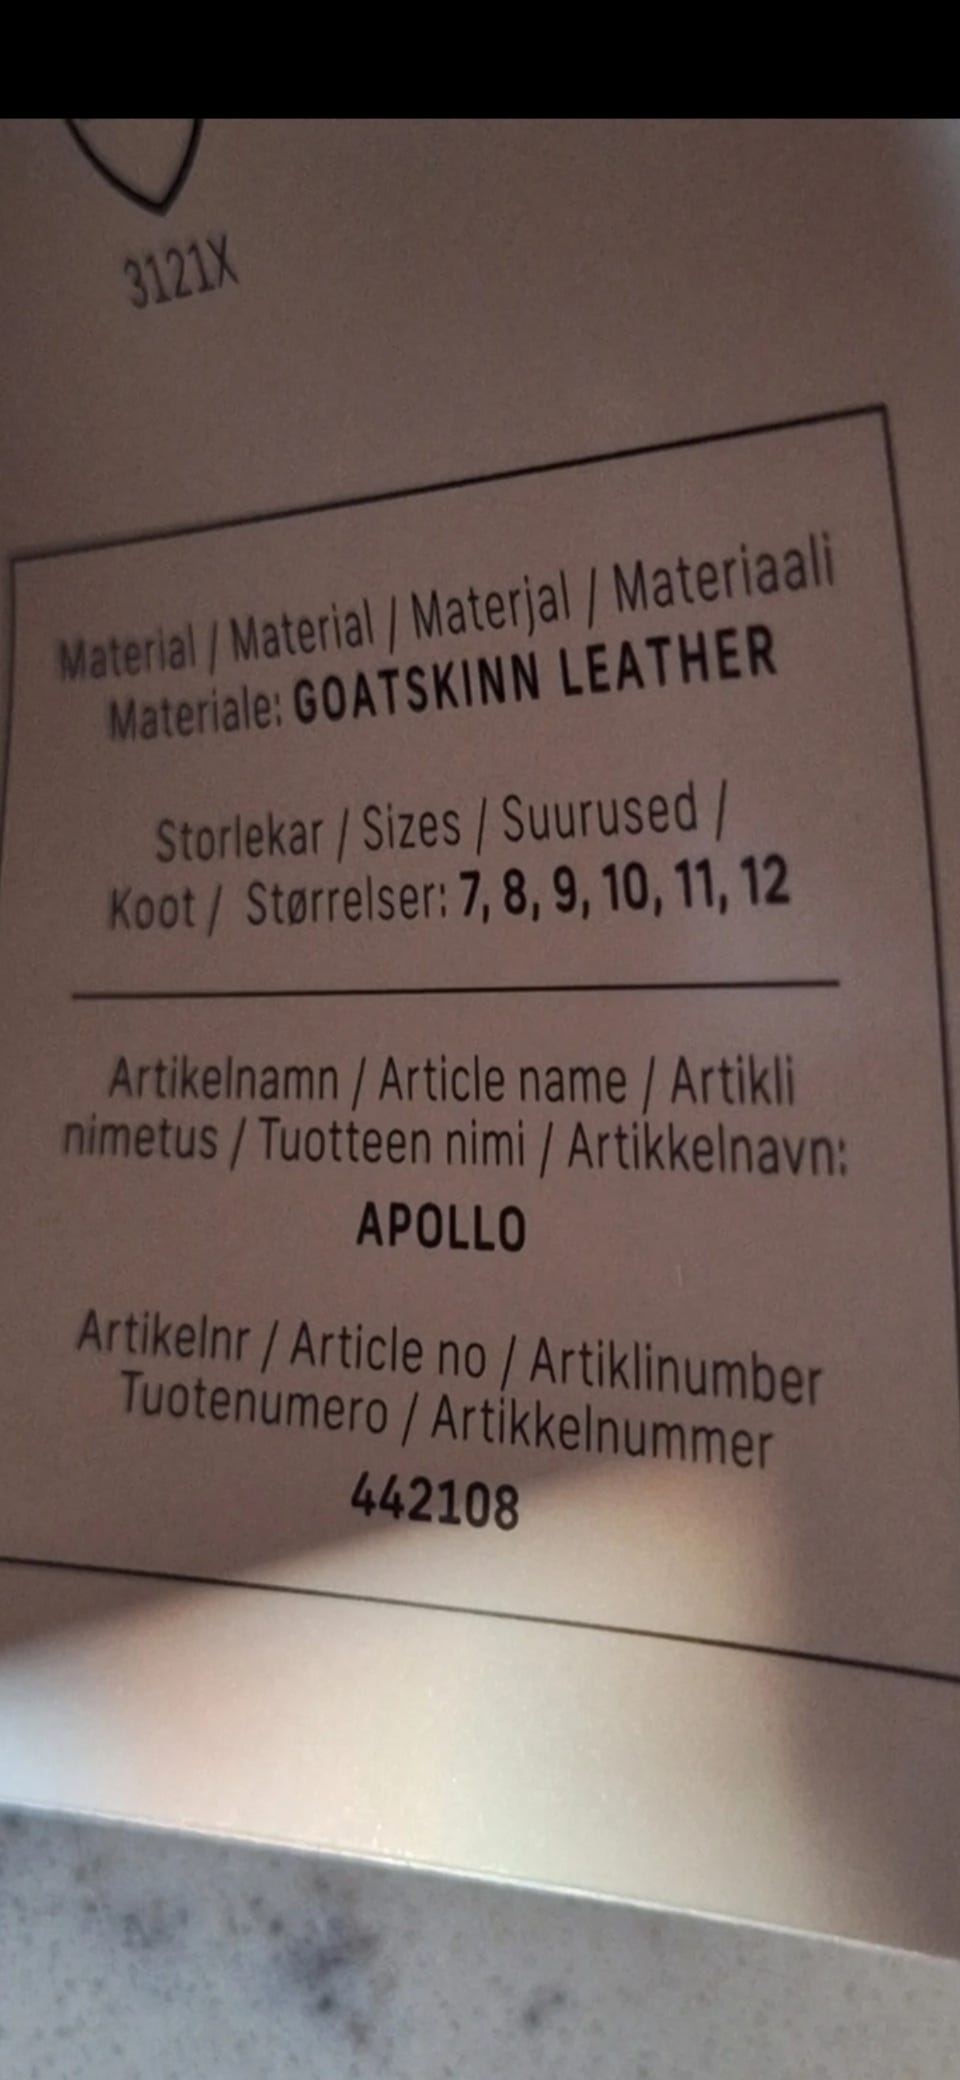 3121X
Material / Material / Materjal / Materiaali
Materiale: GOATSKINN LEATHER
Storlekar / Sizes / Suurused /
Koot / Størrelser: 7, 8, 9, 10, 11, 12
Artikelnamn / Article name / Artikli
nimetus / Tuotteen nimi / Artikkelnavn:
APOLLO
Artikelnr / Article no / Artiklinumber
Tuotenumero / Artikkelnummer
442108